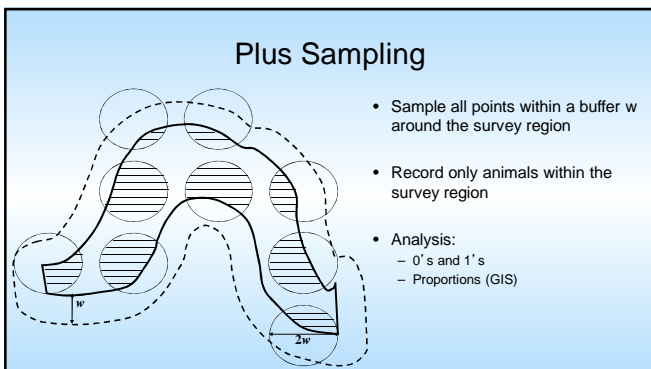 Plus Sampling
• Sample all points within a buffer w
around the survey region
• Record only animals within the
survey region
• Analysis:
– 0's and 1's
– Proportions (GIS)
w
2w